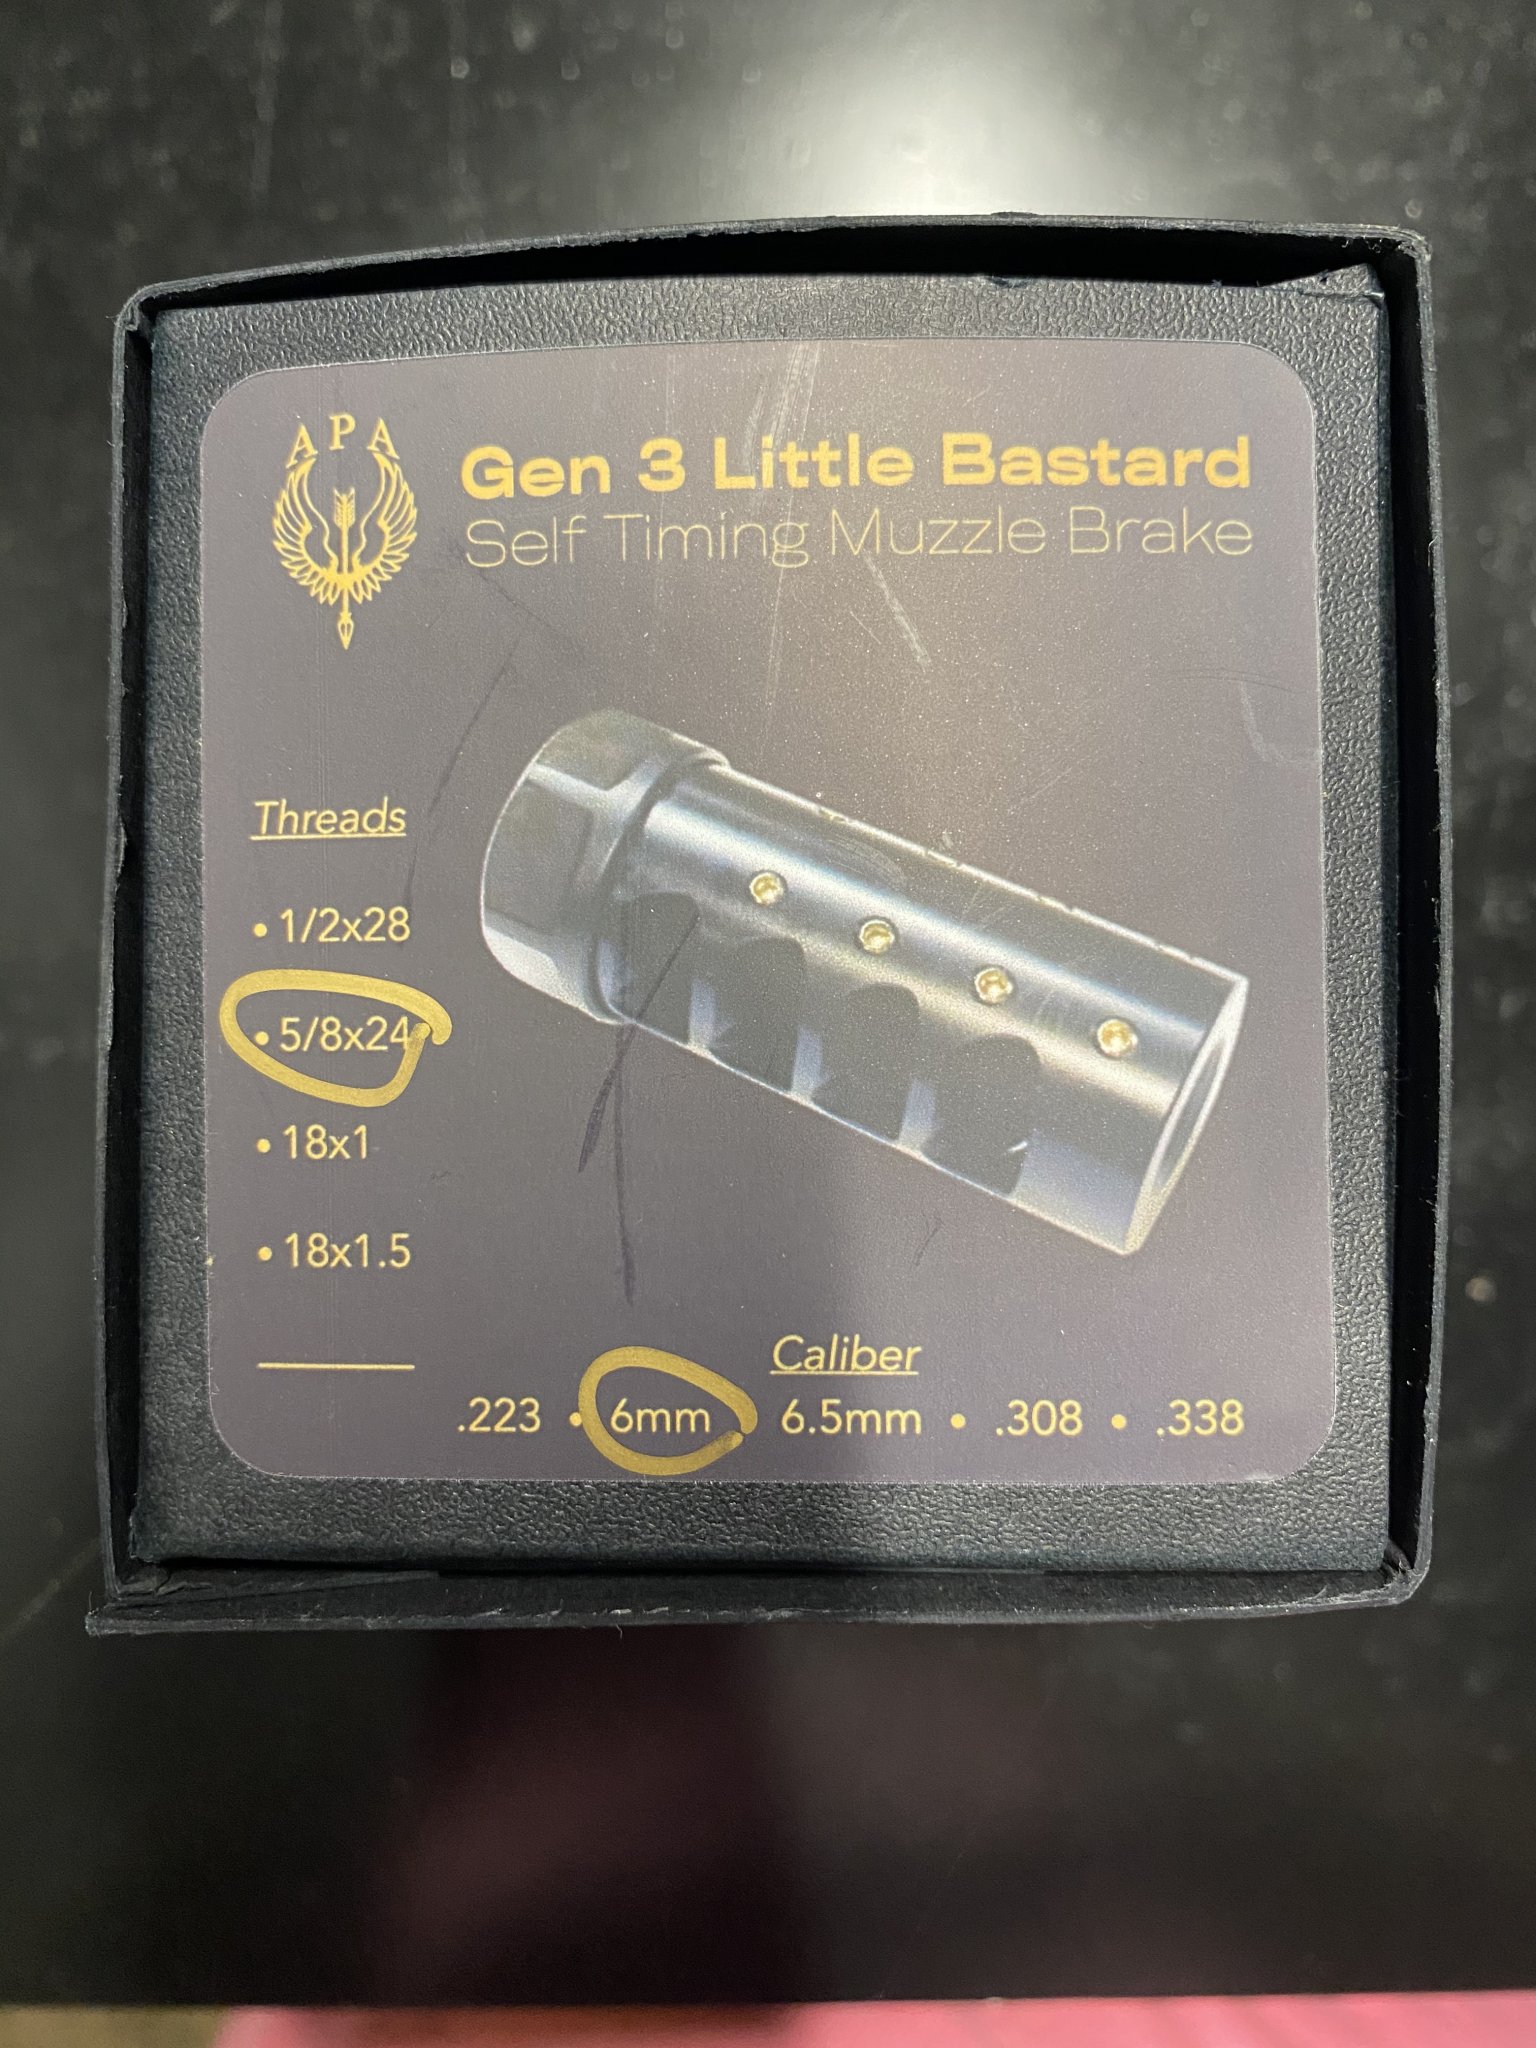 APA
Gen 3 Little Bastard
Self Timing Muzzle Brake
Threads
• 1/2x28
• 5/8x24
• 18x1
• 18x1.5
Caliber
.223 • 6mm 6.5mm • .308 • .338